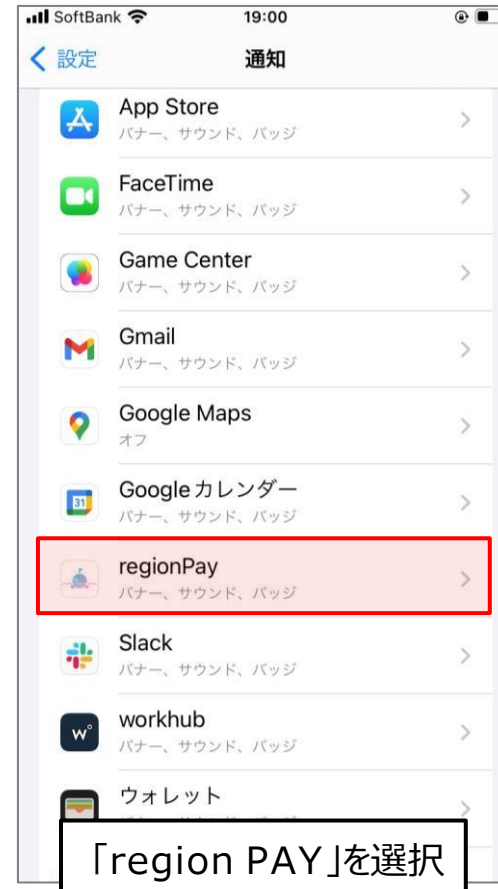 SoftBank 19:00
設定 通知
App Store
バナー、サウンド、バッジ
FaceTime
バナー、サウンド、バッジ
Game Center
バナー、サウンド、バッジ
Gmail
バナー、サウンド、バッジ
Google Maps
オフ
31
Googleカレンダー
バナー、サウンド、バッジ
regionPay
バナー、サウンド、バッジ
Slack
バナー、サウンド、バッジ
w°
workhub
バナー、サウンド、バッジ
ウォレット
「region PAY」を選択